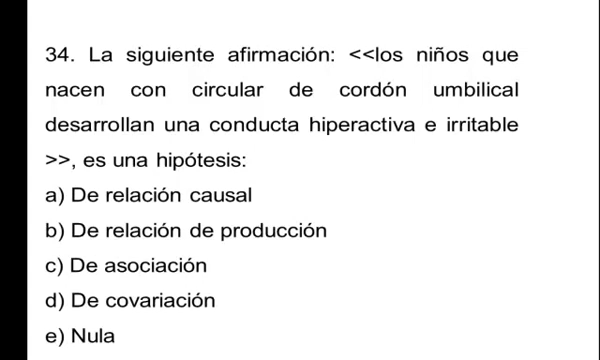 34. La siguiente afirmación: <<los niños que
nacen con circular de cordón umbilical
desarrollan una conducta hiperactiva e irritable
>>, es una hipótesis:
a) De relación causal
b) De relación de producción
c) De asociación
d) De covariación
e) Nula